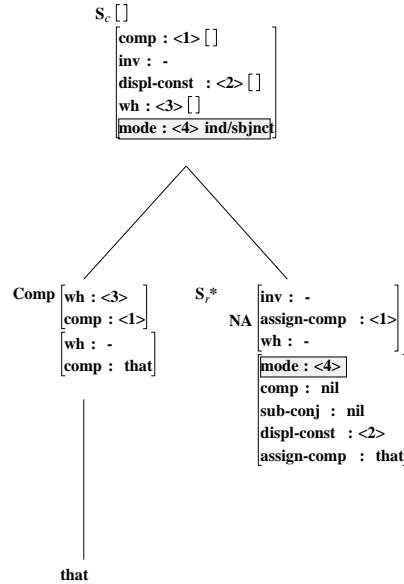 S_c []
comp : <1> []
inv : -
displ-const : <2> []
wh : <3> []
mode : <4> ind/sbjnct
Comp wh : <3>
comp : <1>
wh : -
comp : that
S_r*
NA
inv : -
assign-comp : <1>
wh : -
mode : <4>
comp : nil
sub-conj : nil
displ-const : <2>
assign-comp : that
that